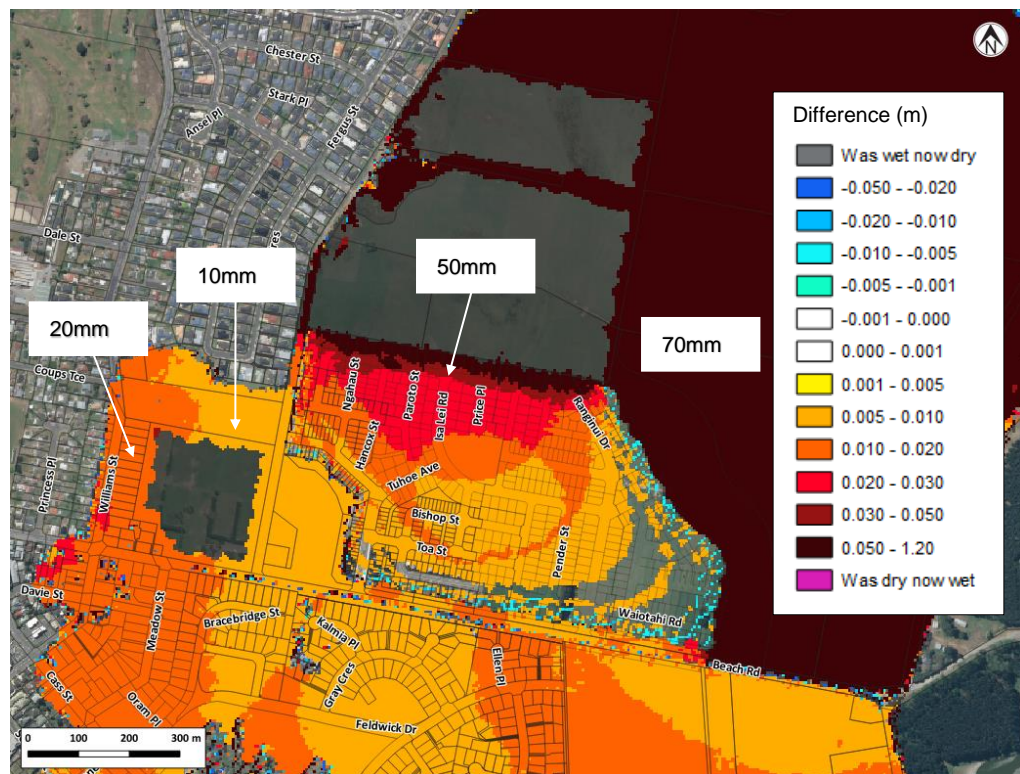 Chester St
N
Stark Pl
Ansel Pl
Fergus St
Difference (m)
Was wet now dry
-0.050 - -0.020
-0.020 - -0.010
-0.010 - -0.005
-0.005 - -0.001
-0.001 - 0.000
0.000 - 0.001
0.001 - 0.005
0.005 - 0.010
0.010 - 0.020
0.020 - 0.030
0.030 - 0.050
0.050 - 1.20
Was dry now wet
Dale St
res
10mm
50mm
20mm
70mm
Coups Tce
Ngahau St
Paroto St
Isa Lei Rd
Price Pl
Ranginui Dr
Hancox St
Princess Pl
Williams St
Tuhoe Ave
Bishop St
Toa St
Pender St
Davie St
Waiotahi Rd
Meadow St
Bracebridge St
Kalmia Pl
Beach Rd
Ellen Pl
Gray Cres
Cass St
Oram Pl
Feldwick Dr
0 100 200 300 m